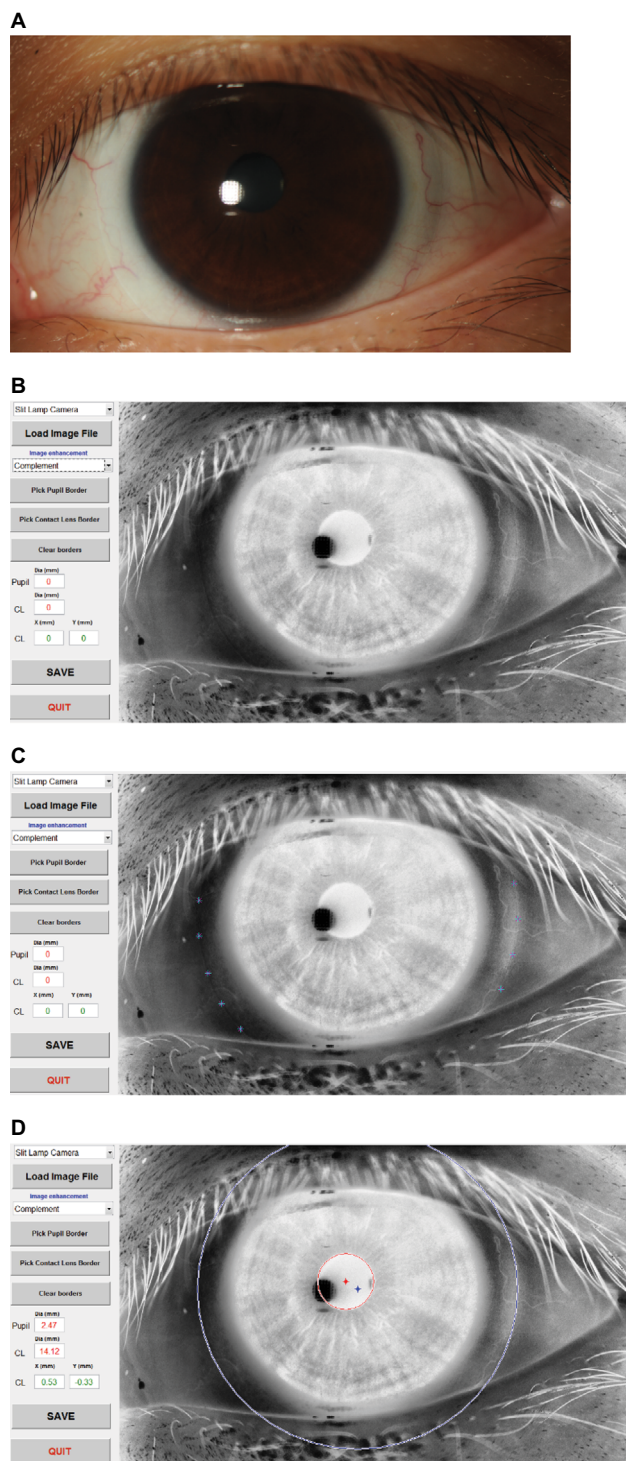 A
B
Slit Lamp Camera
Load Image File
Image enhancement
Complement
Pick Pupil Border
Pick Contact Lens Border
Clear borders
Dia (mm)
Pupil 0
Dia (mm)
CL 0
X (mm) Y (mm)
CL 0 0
SAVE
QUIT
C
Slit Lamp Camera
Load Image File
Image enhancement
Complement
Pick Pupil Border
Pick Contact Lens Border
Clear borders
Dia (mm)
Pupil 0
Dia (mm)
CL 0
X (mm) Y (mm)
CL 0 0
SAVE
QUIT
D
Slit Lamp Camera
Load Image File
Image enhancement
Complement
Pick Pupil Border
Pick Contact Lens Border
Clear borders
Dia (mm)
Pupil 2.47
Dia (mm)
CL 14.12
X (mm) Y (mm)
CL 0.53 -0.33
SAVE
QUIT